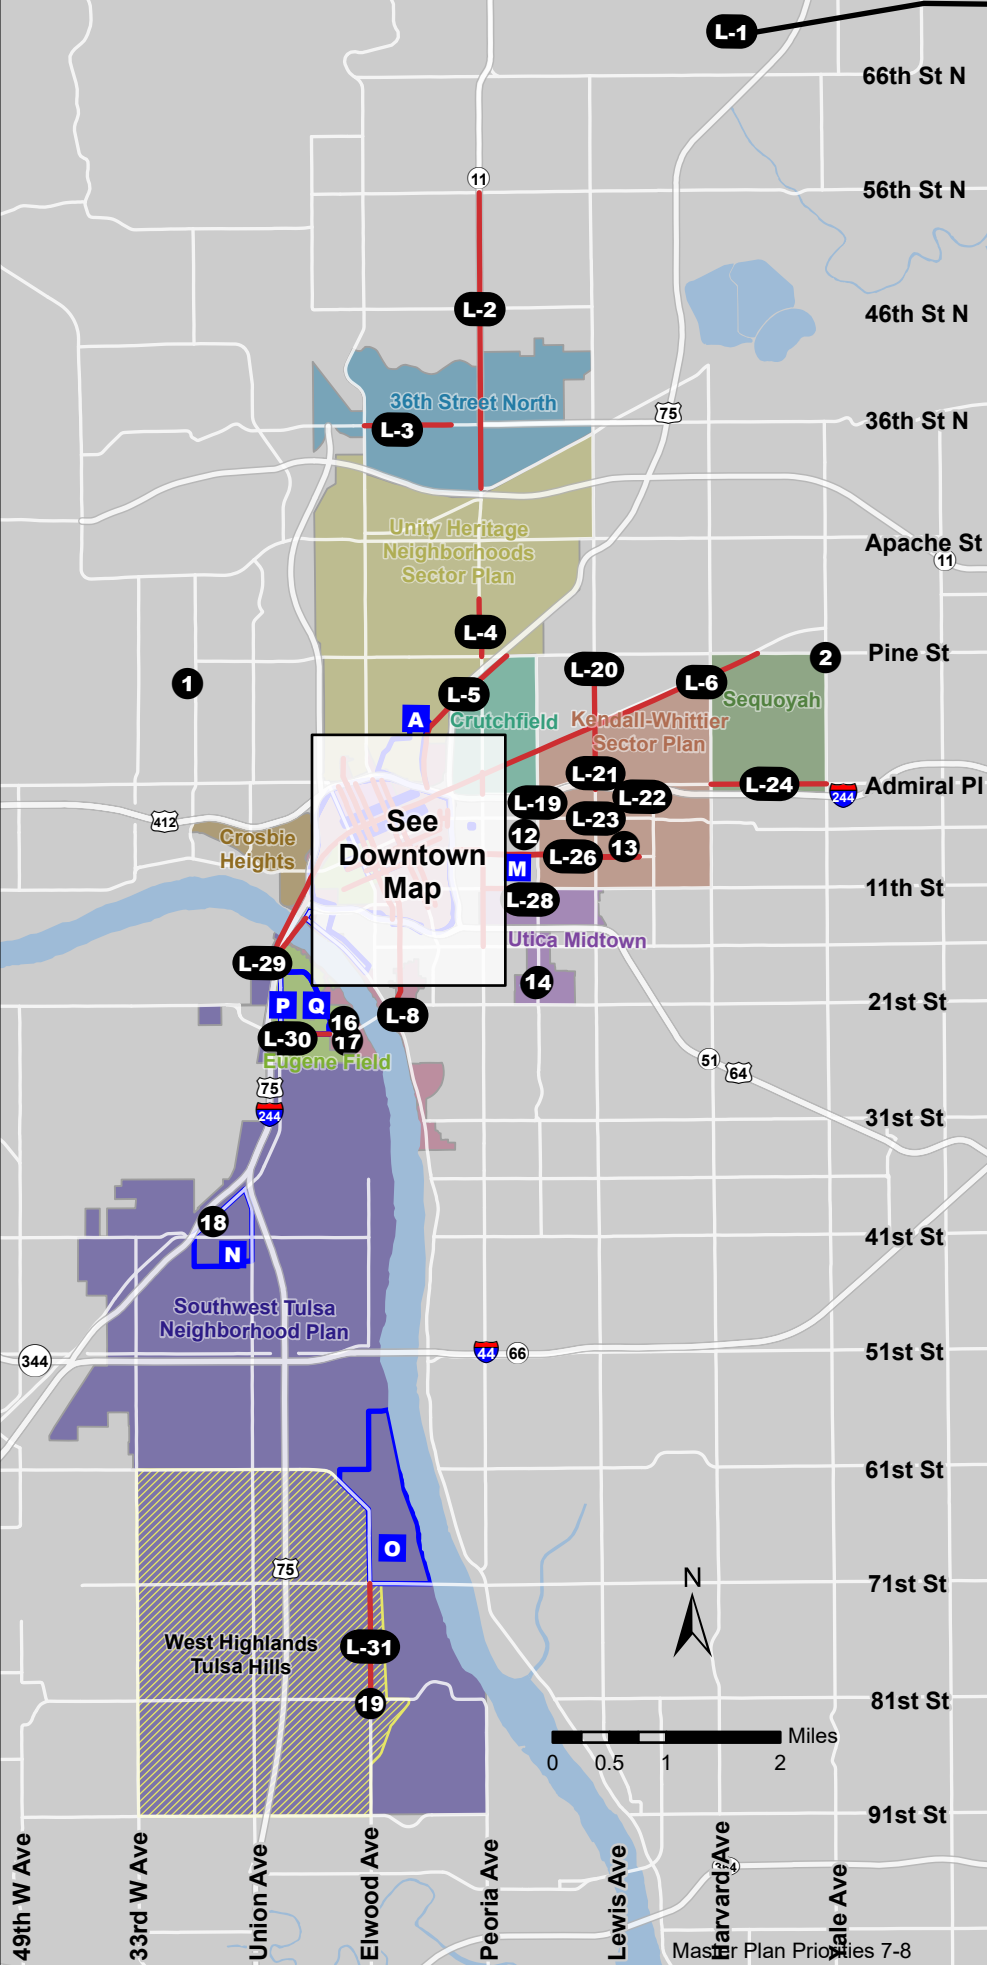 L-1
66th St N
11
56th St N
L-2
46th St N
36th Street North
75
36th St N
L-3
Unity Heritage
Neighborhoods
Sector Plan
Apache St
11
L-4
Pine St
2
L-20
1
L-6
L-5
Sequoyah
A
Crutchfield
Kendall-Whittier
Sector Plan
L-21
L-24
Admiral Pl
244
L-22
L-19
412
See
Downtown
Map
L-23
12
Crosbie
Heights
13
L-26
M
11th St
L-28
Utica Midtown
L-29
14
21st St
P
Q
L-8
16
L-30
17
Eugene Field
51
64
75
244
31st St
18
41st St
N
Southwest Tulsa
Neighborhood Plan
344
44
66
51st St
61st St
O
75
N
71st St
West Highlands
Tulsa Hills
L-31
19
81st St
Miles
0
0.5
1
2
91st St
49th W Ave
33rd W Ave
Union Ave
Elwood Ave
Peoria Ave
Lewis Ave
Harvard Ave
Yale Ave
Master Plan Priorities 7-8